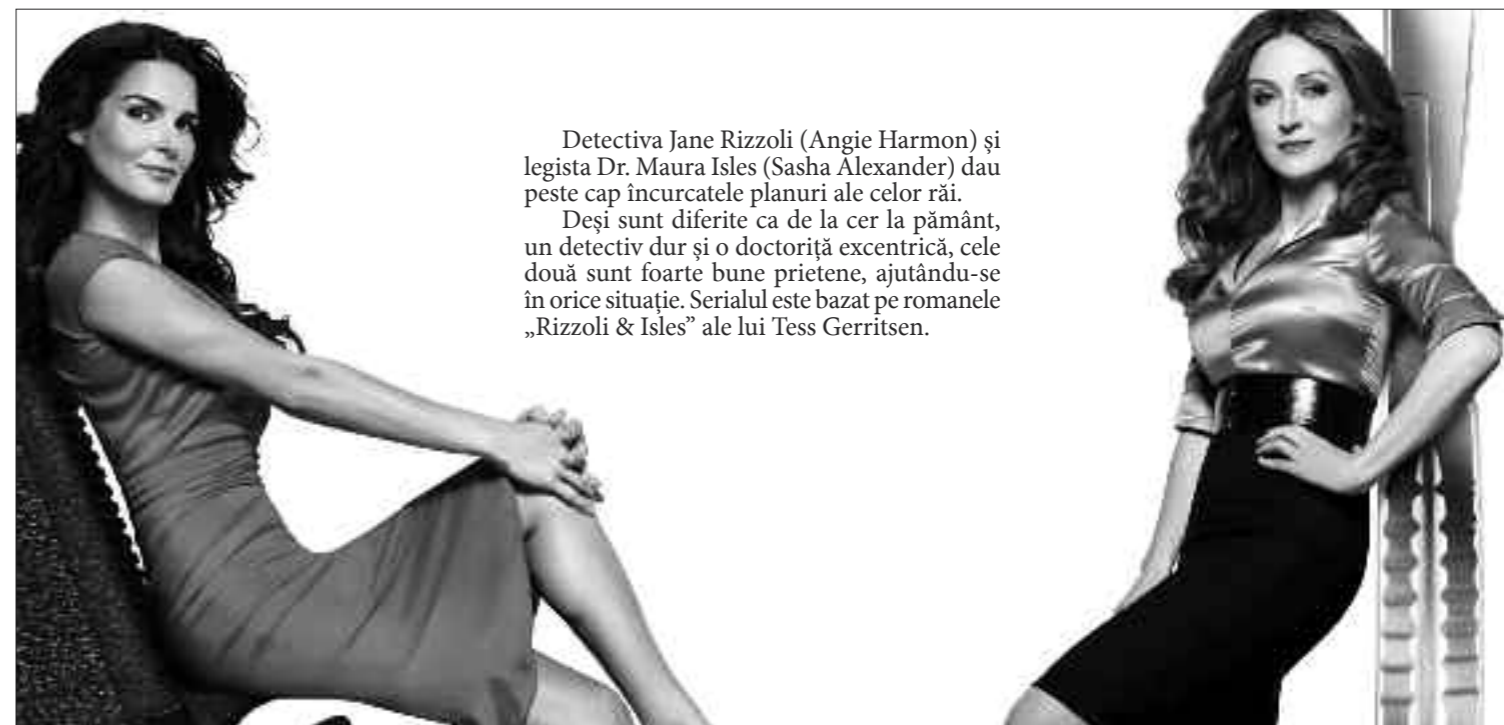 Detectiva Jane Rizzoli (Angie Harmon) și
legista Dr. Maura Isles (Sasha Alexander) dau
peste cap încurcatele planuri ale celor răi.
Deși sunt diferite ca de la cer la pământ,
un detectiv dur și o doctoriță excentrică, cele
două sunt foarte bune prietene, ajutându-se
în orice situație. Serialul este bazat pe romanele
„Rizzoli & Isles” ale lui Tess Gerritsen.